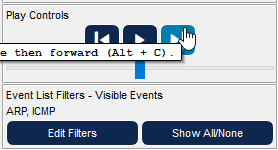 Play Controls
e then forward (Alt + C).
Event List Filters - Visible Events
ARP, ICMP
Edit Filters
Show All/None